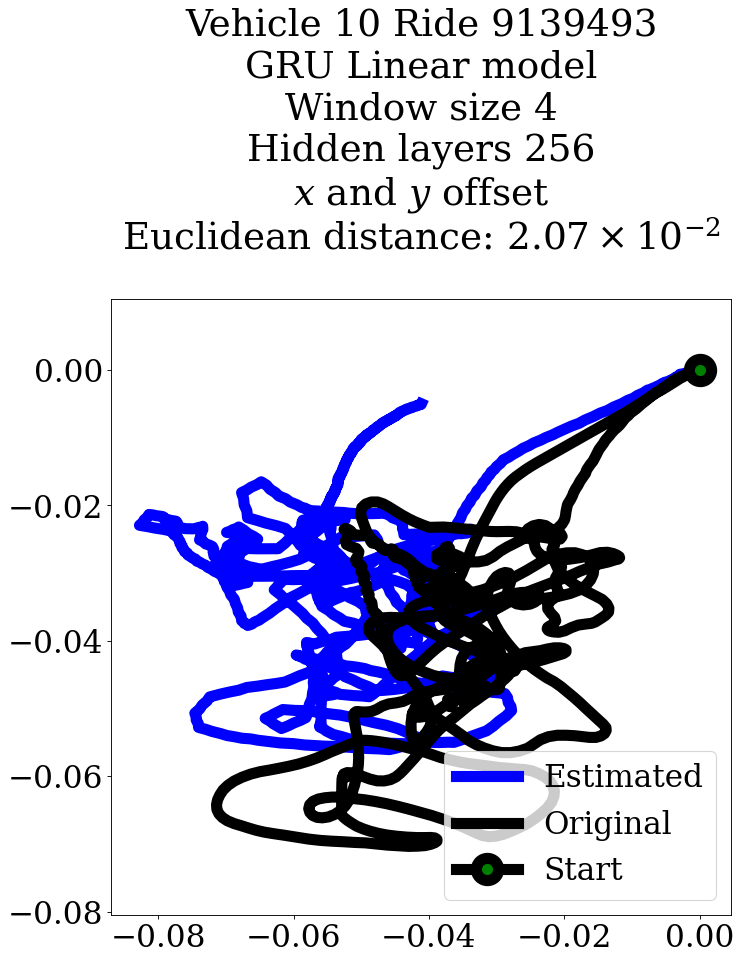 Vehicle 10 Ride 9139493
GRU Linear model
Window size 4
Hidden layers 256
x and y offset
Euclidean distance: 2.07 × 10⁻²
0.00
−0.02
−0.04
−0.06
−0.08
Estimated
Original
Start
−0.08 −0.06 −0.04 −0.02 0.00